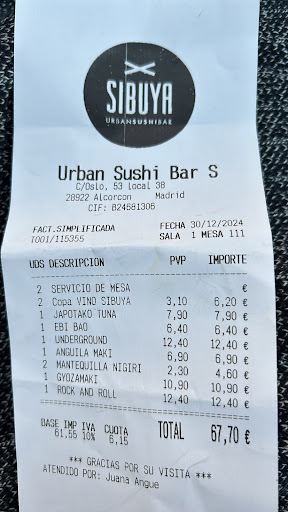 SIBUYA
URBANSUSHIBAR
Urban Sushi Bar S
C/Oslo, 53 Local 38
28922 Alcorcon Madrid
CIF: B24681306
FACT.SIMPLIFICADA FECHA 30/12/2024
T001/115355 SALA 1 MESA 111
UDS DESCRIPCION PVP IMPORTE
2 SERVICIO DE MESA €
2 Copa VINO SIBUYA 3,10 6,20 €
1 JAPOTAKO TUNA 7,90 7,90 €
1 EBI BAO 6,40 6,40 €
1 UNDERGROUND 12,40 12,40 €
1 ANGUILA MAKI 6,90 6,90 €
2 MANTEQUILLA NIGIRI 2,30 4,60 €
1 GYOZAMAKI 10,90 10,90 €
1 ROCK AND ROLL 12,40 12,40 €
BASE IMP IVA CUOTA TOTAL 67,70 €
61,55 10% 6,15
*** GRACIAS POR SU VISITA ***
ATENDIDO POR: Juana Angue